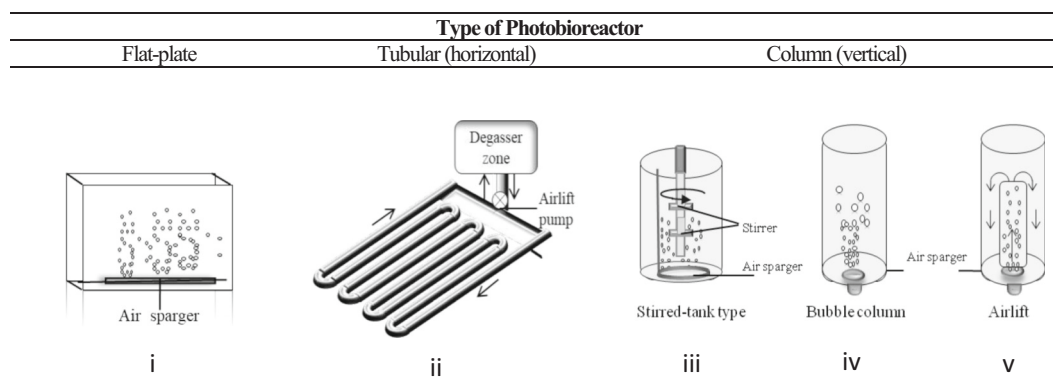 Type of Photobioreactor
Flat-plate Tubular (horizontal) Column (vertical)
Degasser
zone
Airlift
pump
Stirrer
Air sparger
Air sparger
Air sparger
Stirred-tank type Bubble column Airlift
i ii iii iv v